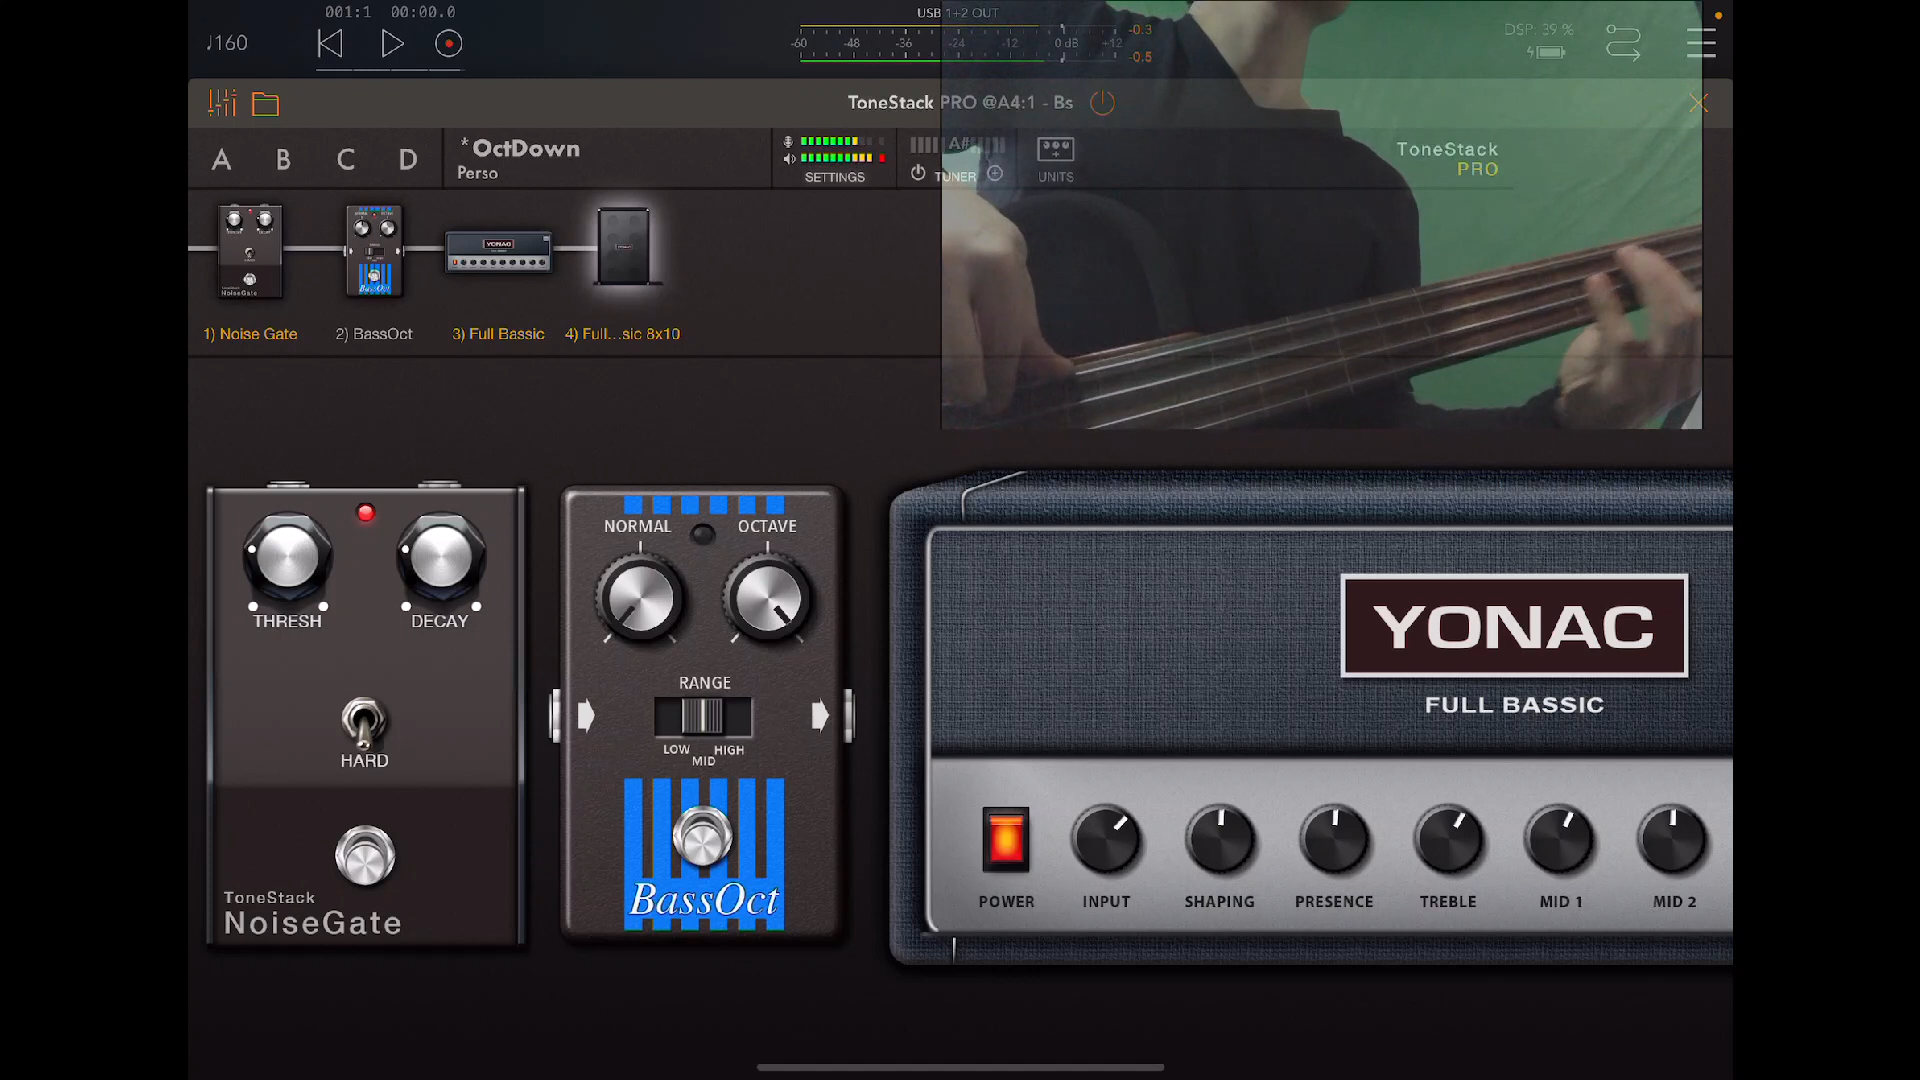 001:1 00:00.0
♩160
USB 1+2 OUT
-60 -48 -36 -24 -12 0 dB +12
-0.3
-0.5
DSP: 39 %
ToneStack PRO @A4:1 - Bs
A B C D
* OctDown
Perso
SETTINGS
A#
TUNER
UNITS
ToneStack
PRO
YONAC
BassOct
NoiseGate
1) Noise Gate
2) BassOct
3) Full Bassic
4) Full...sic 8x10
THRESH
DECAY
HARD
ToneStack
NoiseGate
NORMAL
OCTAVE
RANGE
LOW
MID
HIGH
BassOct
YONAC
FULL BASSIC
POWER
INPUT
SHAPING
PRESENCE
TREBLE
MID 1
MID 2